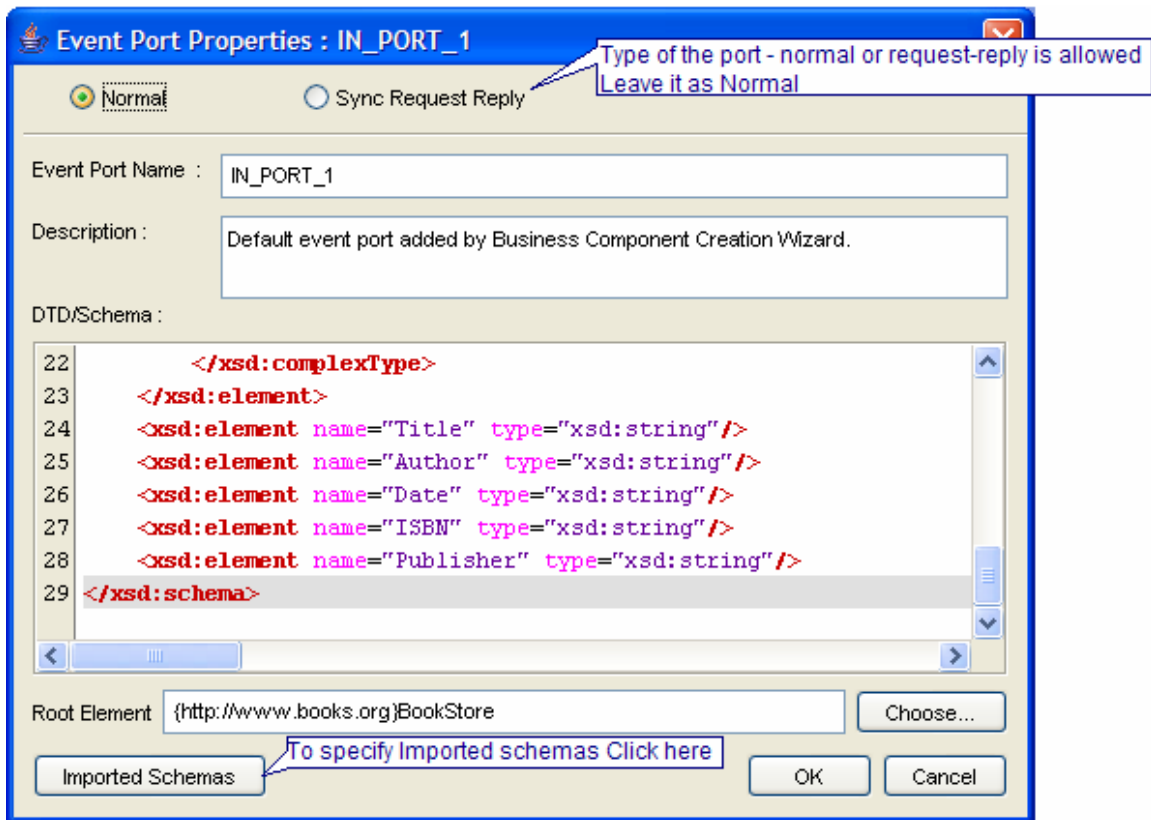 Event Port Properties : IN_PORT_1
Type of the port - normal or request-reply is allowed
Leave it as Normal
Normal
Sync Request Reply
Event Port Name :
IN_PORT_1
Description :
Default event port added by Business Component Creation Wizard.
DTD/Schema :
22 </xsd:complexType>
23 </xsd:element>
24 <xsd:element name="Title" type="xsd:string"/>
25 <xsd:element name="Author" type="xsd:string"/>
26 <xsd:element name="Date" type="xsd:string"/>
27 <xsd:element name="ISBN" type="xsd:string"/>
28 <xsd:element name="Publisher" type="xsd:string"/>
29 </xsd:schema>
Root Element
{http://www.books.org}BookStore
Choose...
To specify Imported schemas Click here
Imported Schemas
OK
Cancel